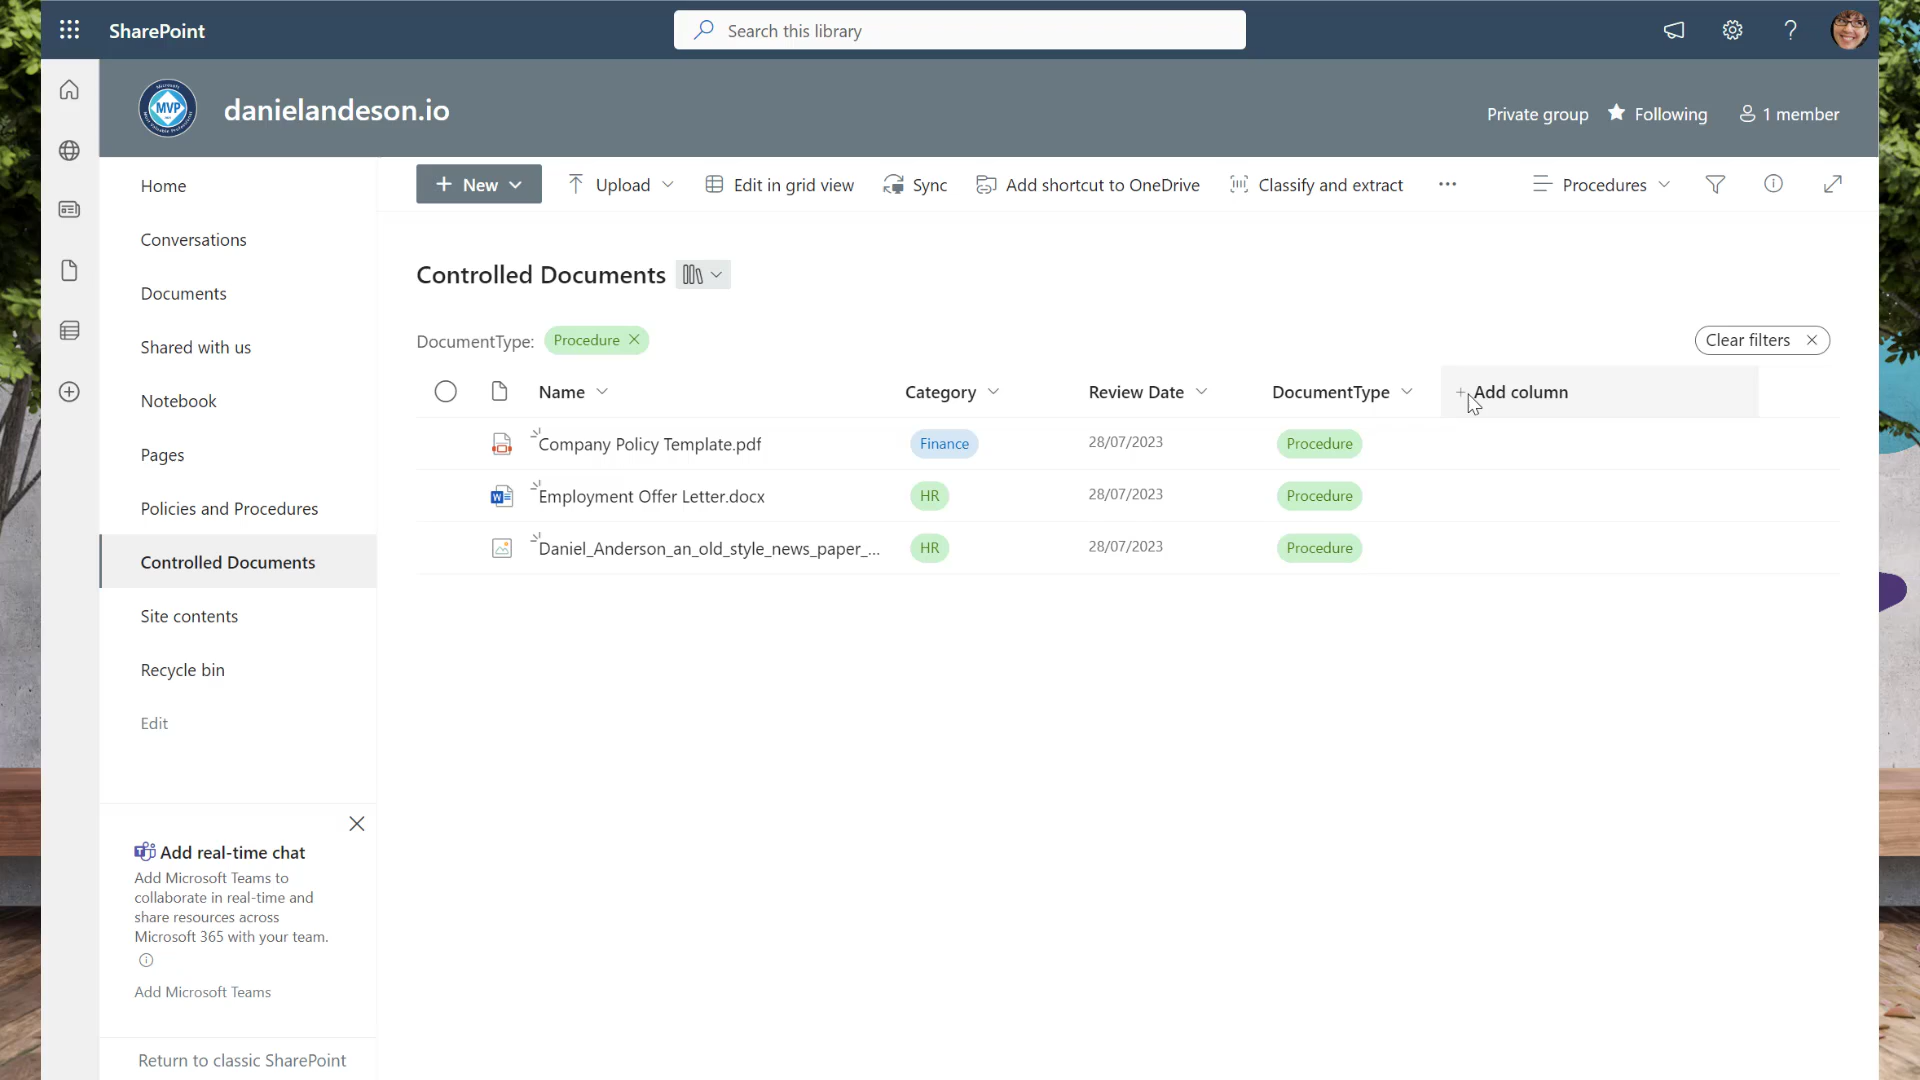 SharePoint
Search this library
MVP
danielandeson.io
Private group
Following
1 member
Home
Conversations
Documents
Shared with us
Notebook
Pages
Policies and Procedures
Controlled Documents
Site contents
Recycle bin
Edit
Add real-time chat
Add Microsoft Teams to
collaborate in real-time and
share resources across
Microsoft 365 with your team.
Add Microsoft Teams
Return to classic SharePoint
+ New
Upload
Edit in grid view
Sync
Add shortcut to OneDrive
Classify and extract
...
Procedures
Controlled Documents
DocumentType: Procedure
Clear filters
Name Category Review Date DocumentType + Add column
Company Policy Template.pdf Finance 28/07/2023 Procedure
Employment Offer Letter.docx HR 28/07/2023 Procedure
Daniel_Anderson_an_old_style_news_paper_... HR 28/07/2023 Procedure